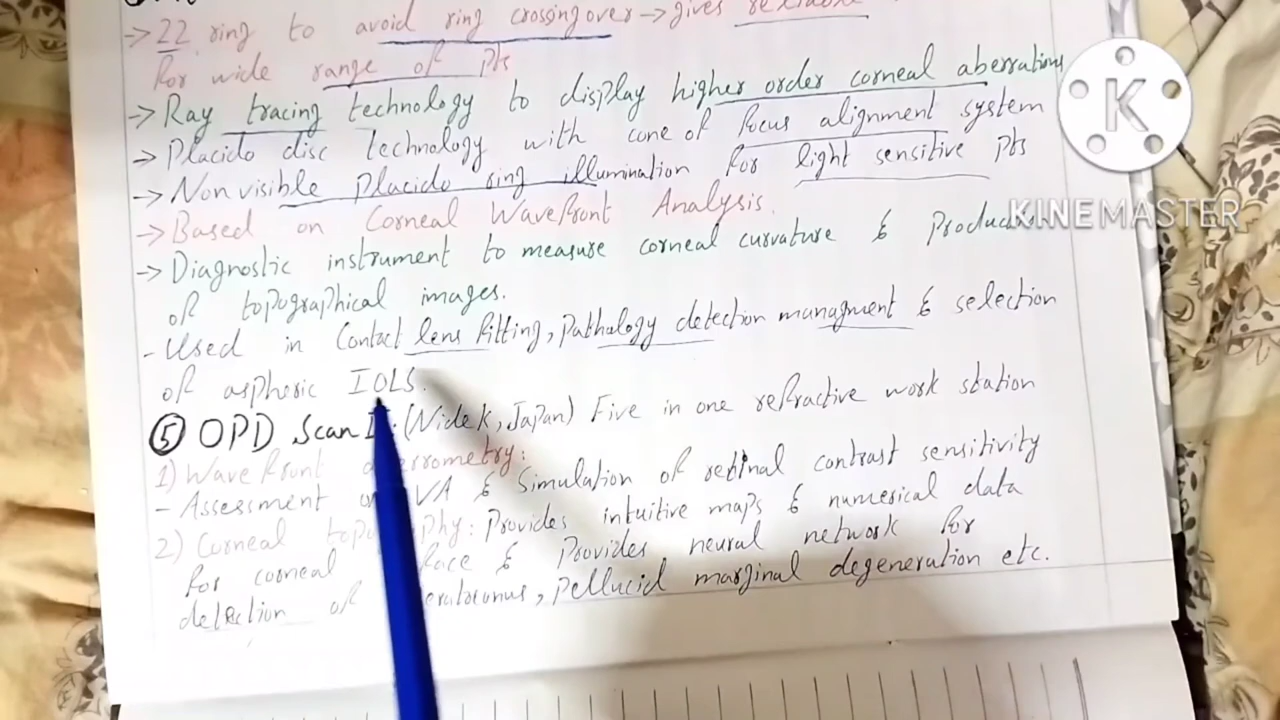 → 22 ring to avoid ring crossingover → gives
for wide range of Pts
→ Ray tracing technology to display higher order corneal aberrations
→ Placido disc technology with cone of focus alignment system
→ Non visible placido ring illumination for light sensitive pts
→ Based on Corneal Wavefront Analysis.
→ Diagnostic instrument to measure corneal curvature &
of topographical images.
- Used in Contact lens fitting, pathalogy detection managment & selection
of aspheric IOLS.
⑤ OPD Scan (Nidek, Japan) Five in one refractive work station
1) Wavefront
- Assessment VA & Simulation of retinal contrast sensitivity
2) Corneal Provides intuitive maps & numerical data
for corneal & Provides neural network for
detection of Pellucid marginal degeneration etc.
K
KINEMASTER